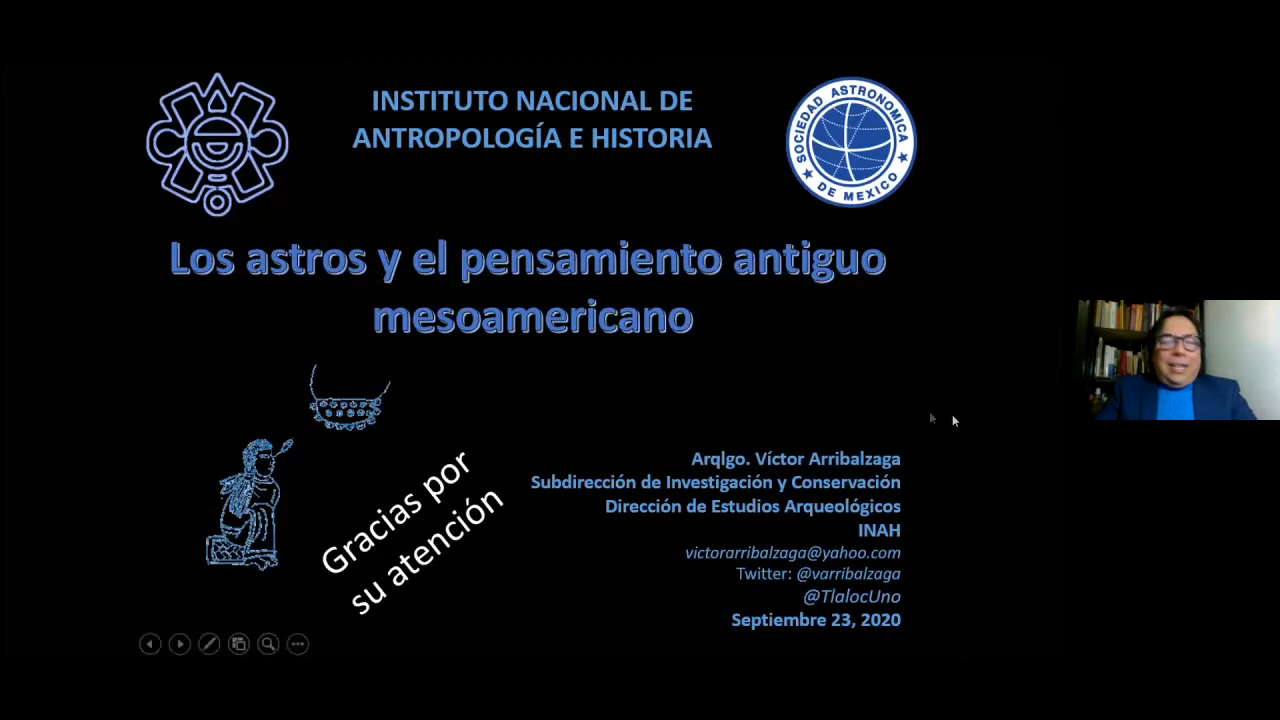 INSTITUTO NACIONAL DE
ANTROPOLOGÍA E HISTORIA
SOCIEDAD ASTRONOMICA
DE MEXICO
Los astros y el pensamiento antiguo
mesoamericano
Gracias por
su atención
Arqlgo. Víctor Arribalzaga
Subdirección de Investigación y Conservación
Dirección de Estudios Arqueológicos
INAH
victorarribalzaga@yahoo.com
Twitter: @varribalzaga
@TlalocUno
Septiembre 23, 2020